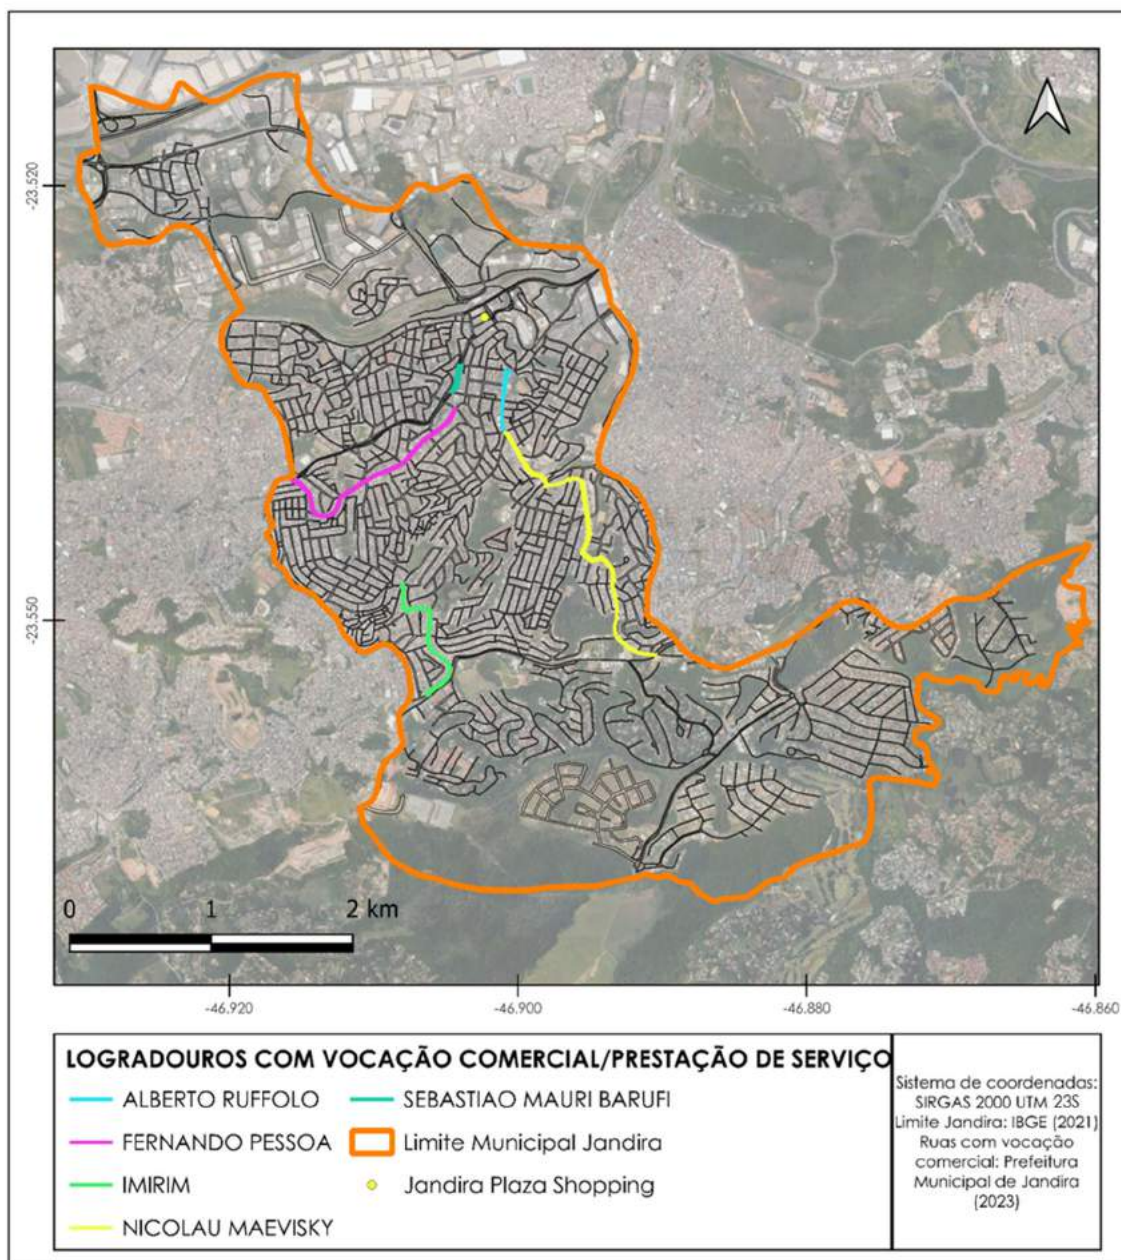 -23.520
-23.550
0 1 2 km
-46.920 -46.900 -46.880 -46.860
LOGRADOUROS COM VOCAÇÃO COMERCIAL/PRESTAÇÃO DE SERVIÇO
ALBERTO RUFFOLO
FERNANDO PESSOA
IMIRIM
NICOLAU MAEVISKY
SEBASTIAO MAURI BARUFI
Limite Municipal Jandira
Jandira Plaza Shopping
Sistema de coordenadas:
SIRGAS 2000 UTM 23S
Limite Jandira: IBGE (2021)
Ruas com vocação
comercial: Prefeitura
Municipal de Jandira
(2023)